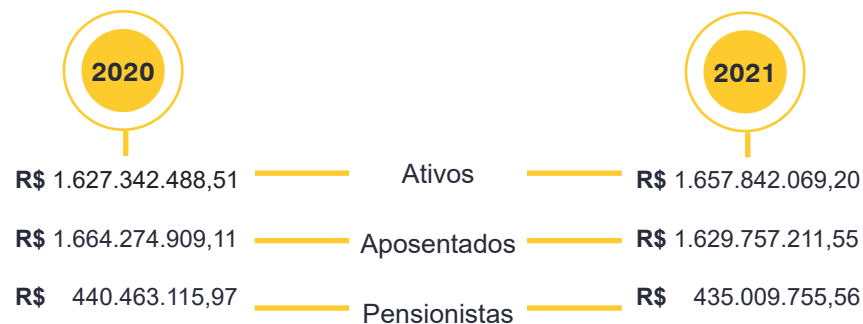 2020 2021
R$ 1.627.342.488,51 Ativos R$ 1.657.842.069,20
R$ 1.664.274.909,11 Aposentados R$ 1.629.757.211,55
R$ 440.463.115,97 Pensionistas R$ 435.009.755,56